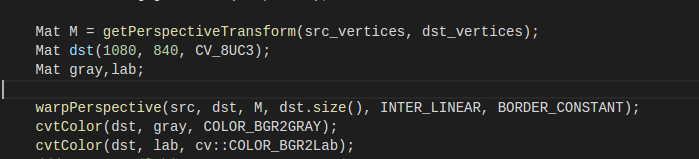 Mat M = getPerspectiveTransform(src_vertices, dst_vertices);
Mat dst(1080, 840, CV_8UC3);
Mat gray,lab;
warpPerspective(src, dst, M, dst.size(), INTER_LINEAR, BORDER_CONSTANT);
cvtColor(dst, gray, COLOR_BGR2GRAY);
cvtColor(dst, lab, cv::COLOR_BGR2Lab);